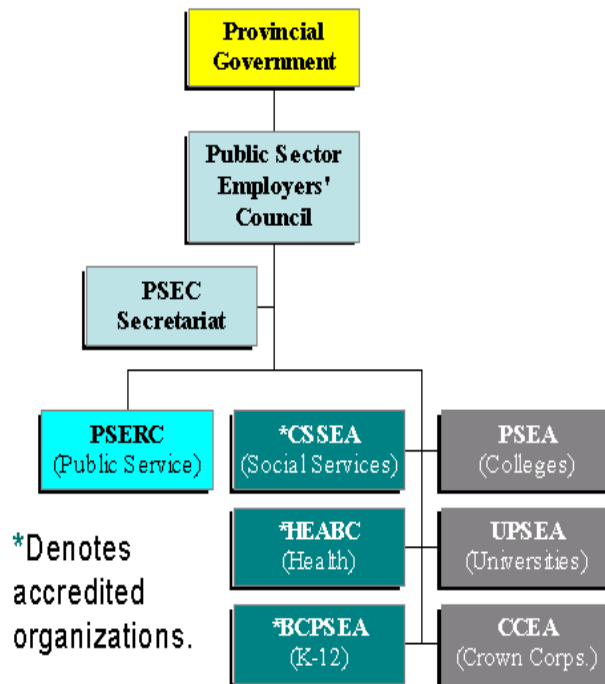 Provincial
Government
Public Sector
Employers'
Council
PSEC
Secretariat
PSERC
(Public Service)
*CSSEA
(Social Services)
PSEA
(Colleges)
*HEABC
(Health)
UPSEA
(Universities)
*BCPSEA
(K-12)
CCEA
(Crown Corps.)
*Denotes
accredited
organizations.